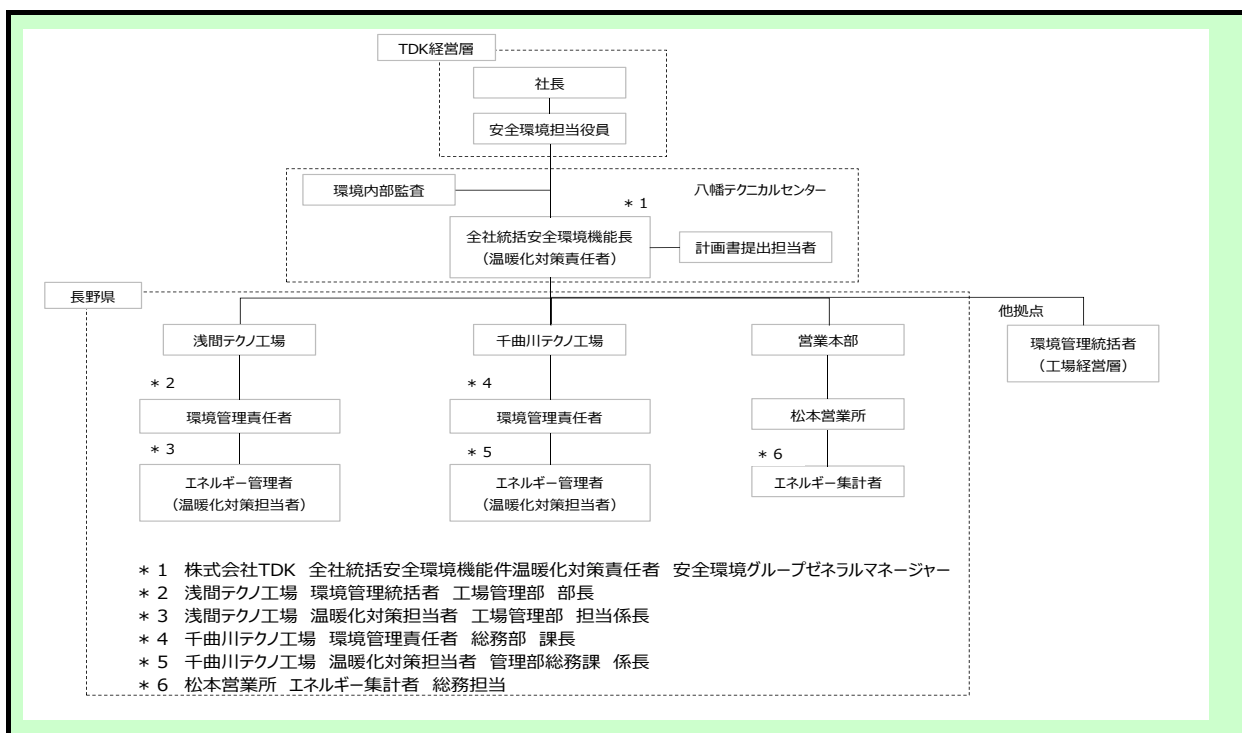 TDK経営層
社長
安全環境担当役員
環境内部監査
八幡テクニカルセンター
＊1
全社統括安全環境機能長
（温暖化対策責任者）
計画書提出担当者
長野県
他拠点
浅間テクノ工場
千曲川テクノ工場
営業本部
環境管理統括者
（工場経営層）
＊2
＊4
環境管理責任者
環境管理責任者
松本営業所
＊3
＊5
＊6
エネルギー管理者
（温暖化対策担当者）
エネルギー管理者
（温暖化対策担当者）
エネルギー集計者
＊1　株式会社TDK　全社統括安全環境機能件温暖化対策責任者　安全環境グループゼネラルマネージャー
＊2　浅間テクノ工場　環境管理統括者　工場管理部　部長
＊3　浅間テクノ工場　温暖化対策担当者　工場管理部　担当係長
＊4　千曲川テクノ工場　環境管理責任者　総務部　課長
＊5　千曲川テクノ工場　温暖化対策担当者　管理部総務課　係長
＊6　松本営業所　エネルギー集計者　総務担当